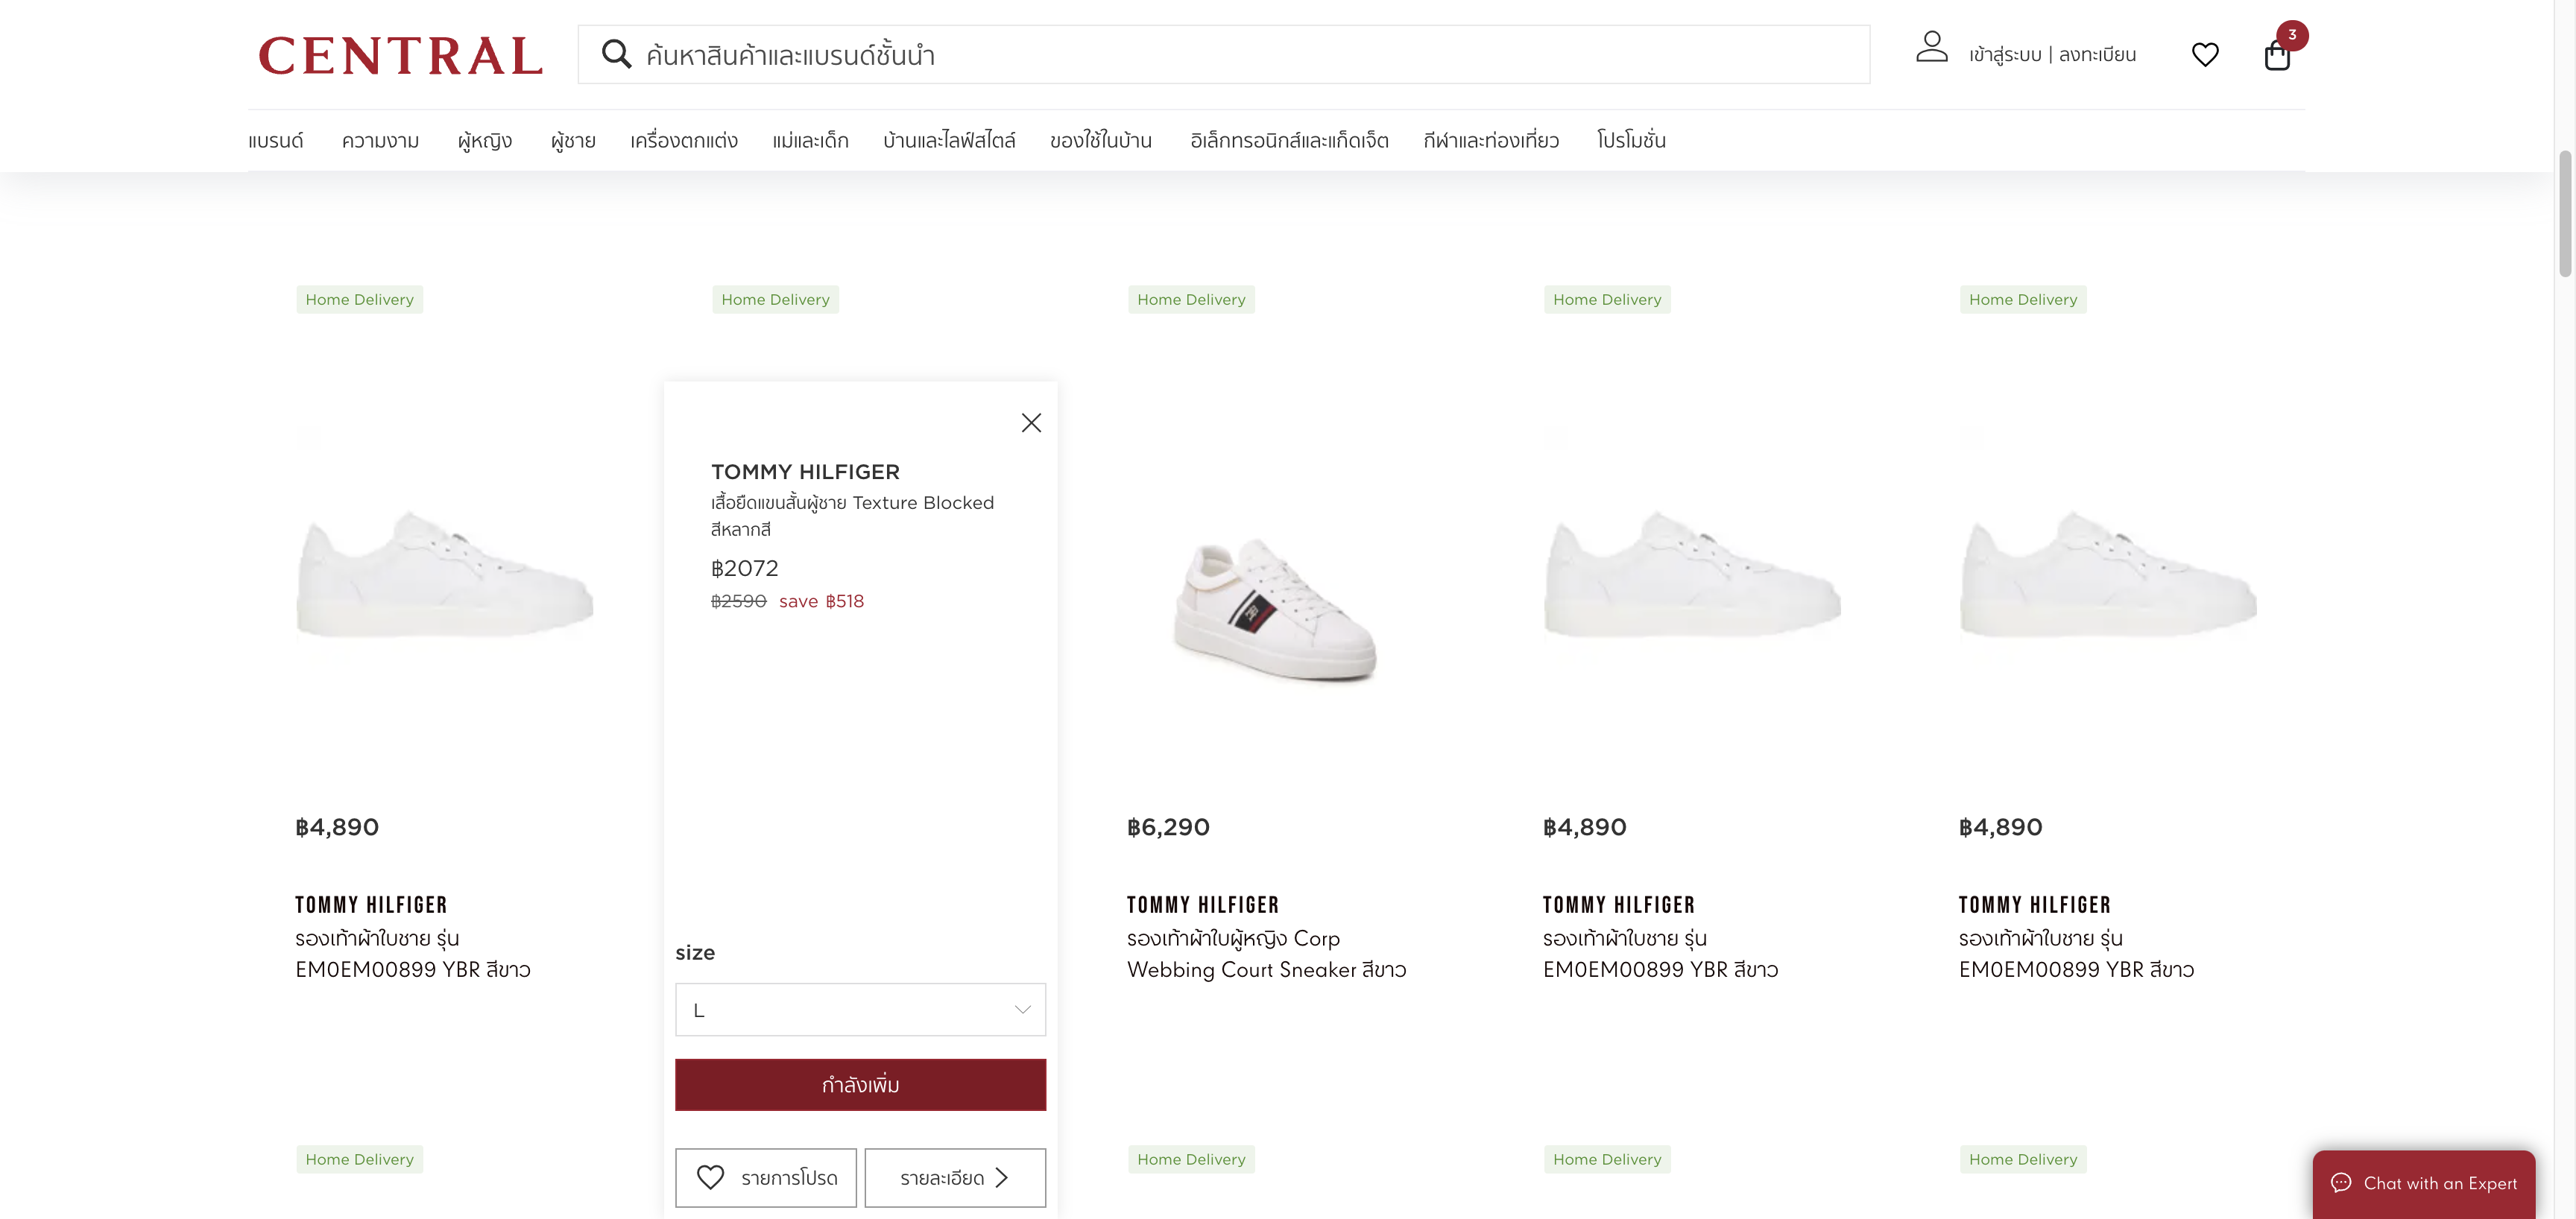 CENTRAL
ค้นหาสินค้าและแบรนด์ชั้นนำ
เข้าสู่ระบบ | ลงทะเบียน
3
แบรนด์ ความงาม ผู้หญิง ผู้ชาย เครื่องตกแต่ง แม่และเด็ก บ้านและไลฟ์สไตล์ ของใช้ในบ้าน อิเล็กทรอนิกส์และแก็ดเจ็ต กีฬาและท่องเที่ยว โปรโมชั่น
Home Delivery Home Delivery Home Delivery Home Delivery Home Delivery
TOMMY HILFIGER
เสื้อยืดแขนสั้นผู้ชาย Texture Blocked
สีหลากสี
฿2072
฿2590 save ฿518
size
L
กำลังเพิ่ม
รายการโปรด
รายละเอียด
฿4,890
TOMMY HILFIGER
รองเท้าผ้าใบชาย รุ่น
EM0EM00899 YBR สีขาว
฿6,290
TOMMY HILFIGER
รองเท้าผ้าใบผู้หญิง Corp
Webbing Court Sneaker สีขาว
฿4,890
TOMMY HILFIGER
รองเท้าผ้าใบชาย รุ่น
EM0EM00899 YBR สีขาว
฿4,890
TOMMY HILFIGER
รองเท้าผ้าใบชาย รุ่น
EM0EM00899 YBR สีขาว
Home Delivery Home Delivery Home Delivery Home Delivery
Chat with an Expert